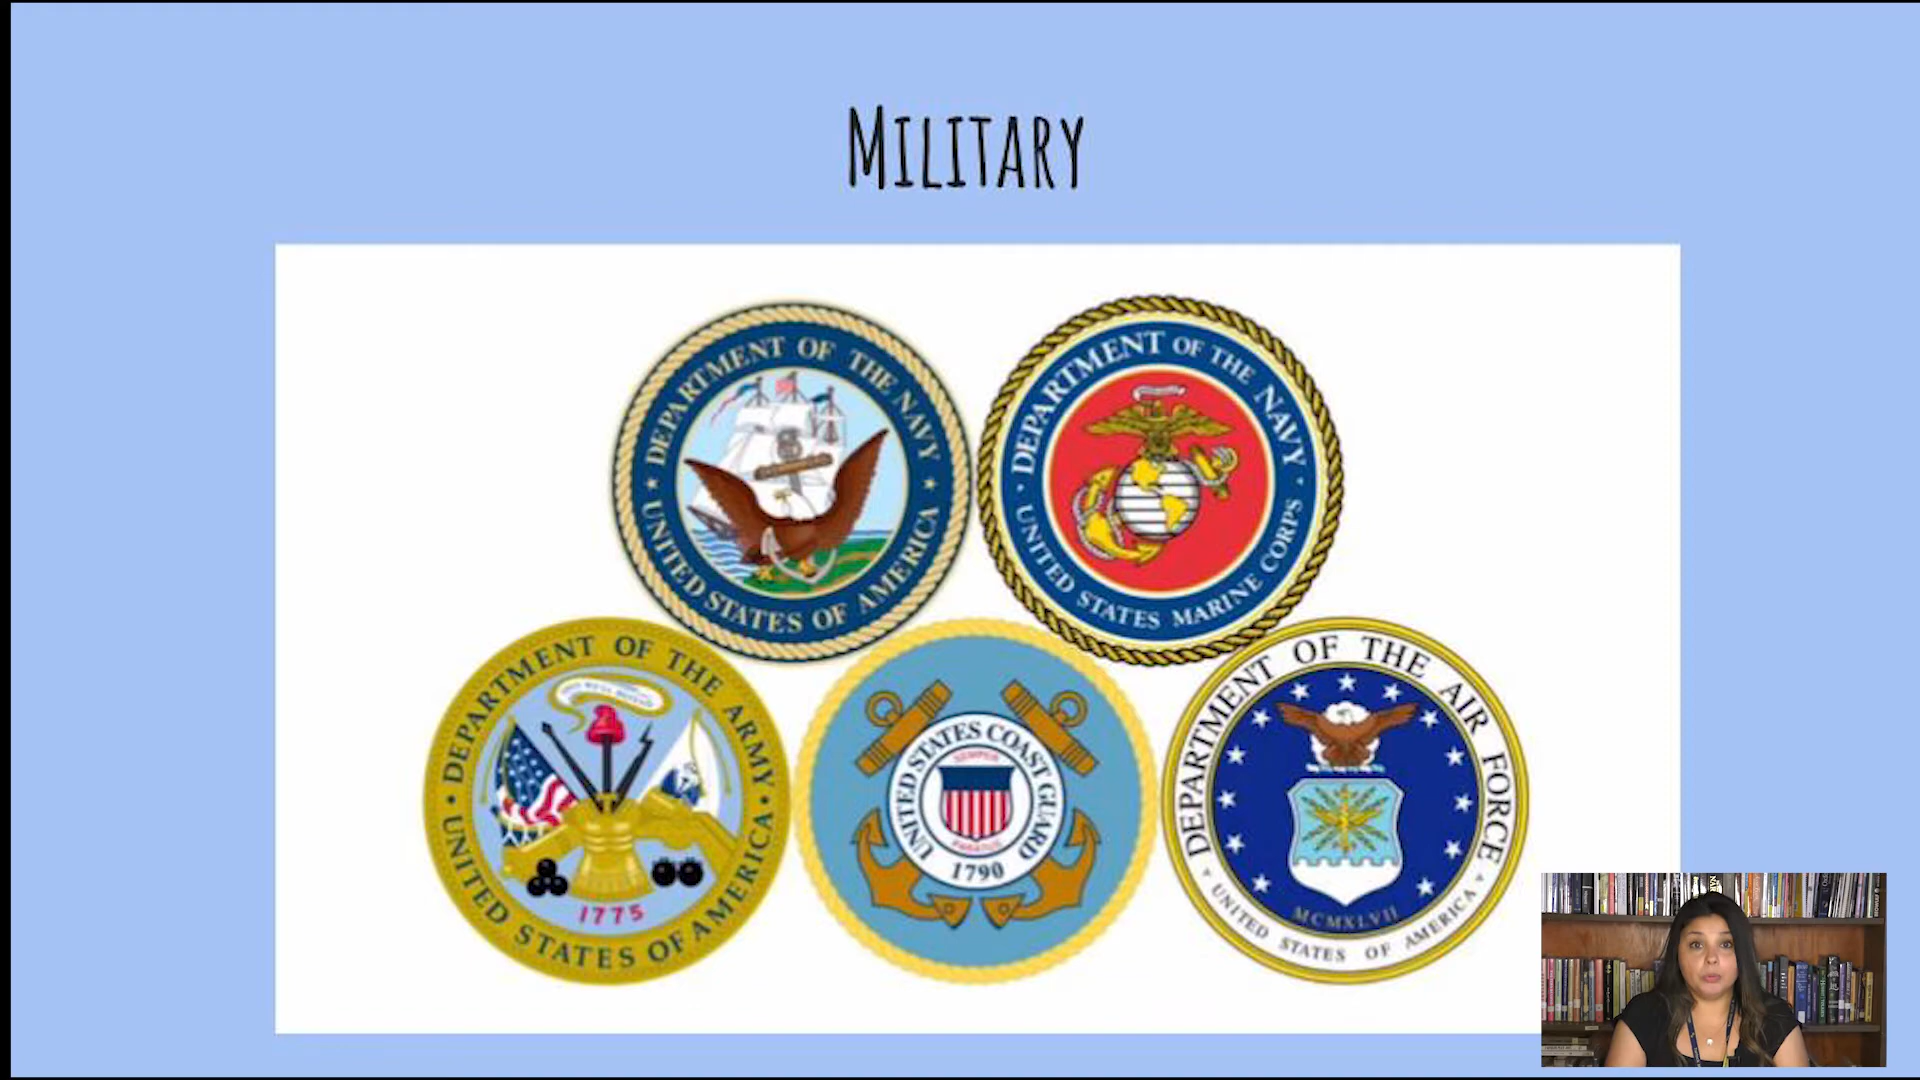 MILITARY
DEPARTMENT OF THE NAVY
UNITED STATES OF AMERICA
DEPARTMENT OF THE NAVY
UNITED STATES MARINE CORPS
DEPARTMENT OF THE ARMY
UNITED STATES OF AMERICA
1775
UNITED STATES COAST GUARD
SEMPER
PARATUS
1790
DEPARTMENT OF THE AIR FORCE
MCMXLVII
UNITED STATES OF AMERICA